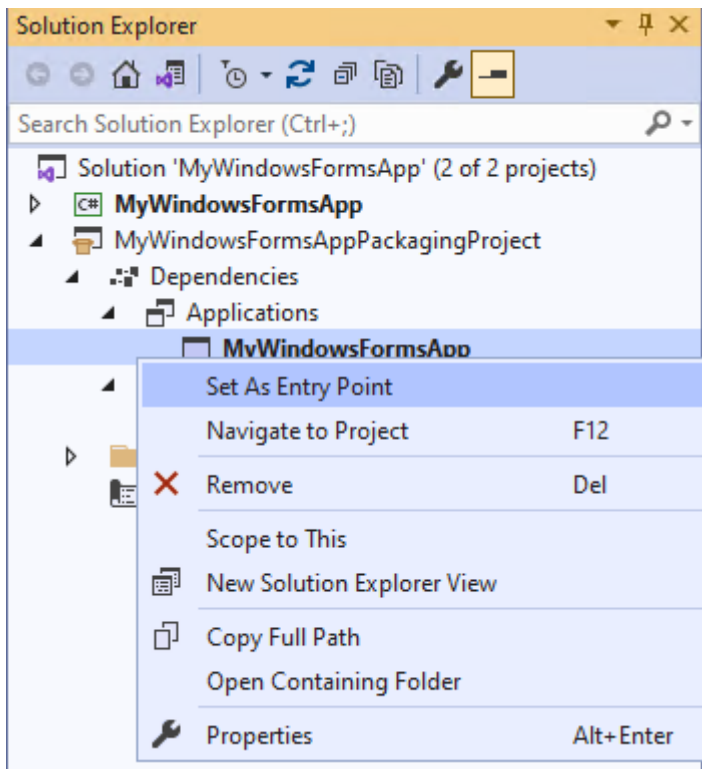 Solution Explorer
Search Solution Explorer (Ctrl+;)
Solution 'MyWindowsFormsApp' (2 of 2 projects)
C# MyWindowsFormsApp
MyWindowsFormsAppPackagingProject
Dependencies
Applications
MyWindowsFormsApp
Set As Entry Point
Navigate to Project F12
Remove Del
Scope to This
New Solution Explorer View
Copy Full Path
Open Containing Folder
Properties Alt+Enter